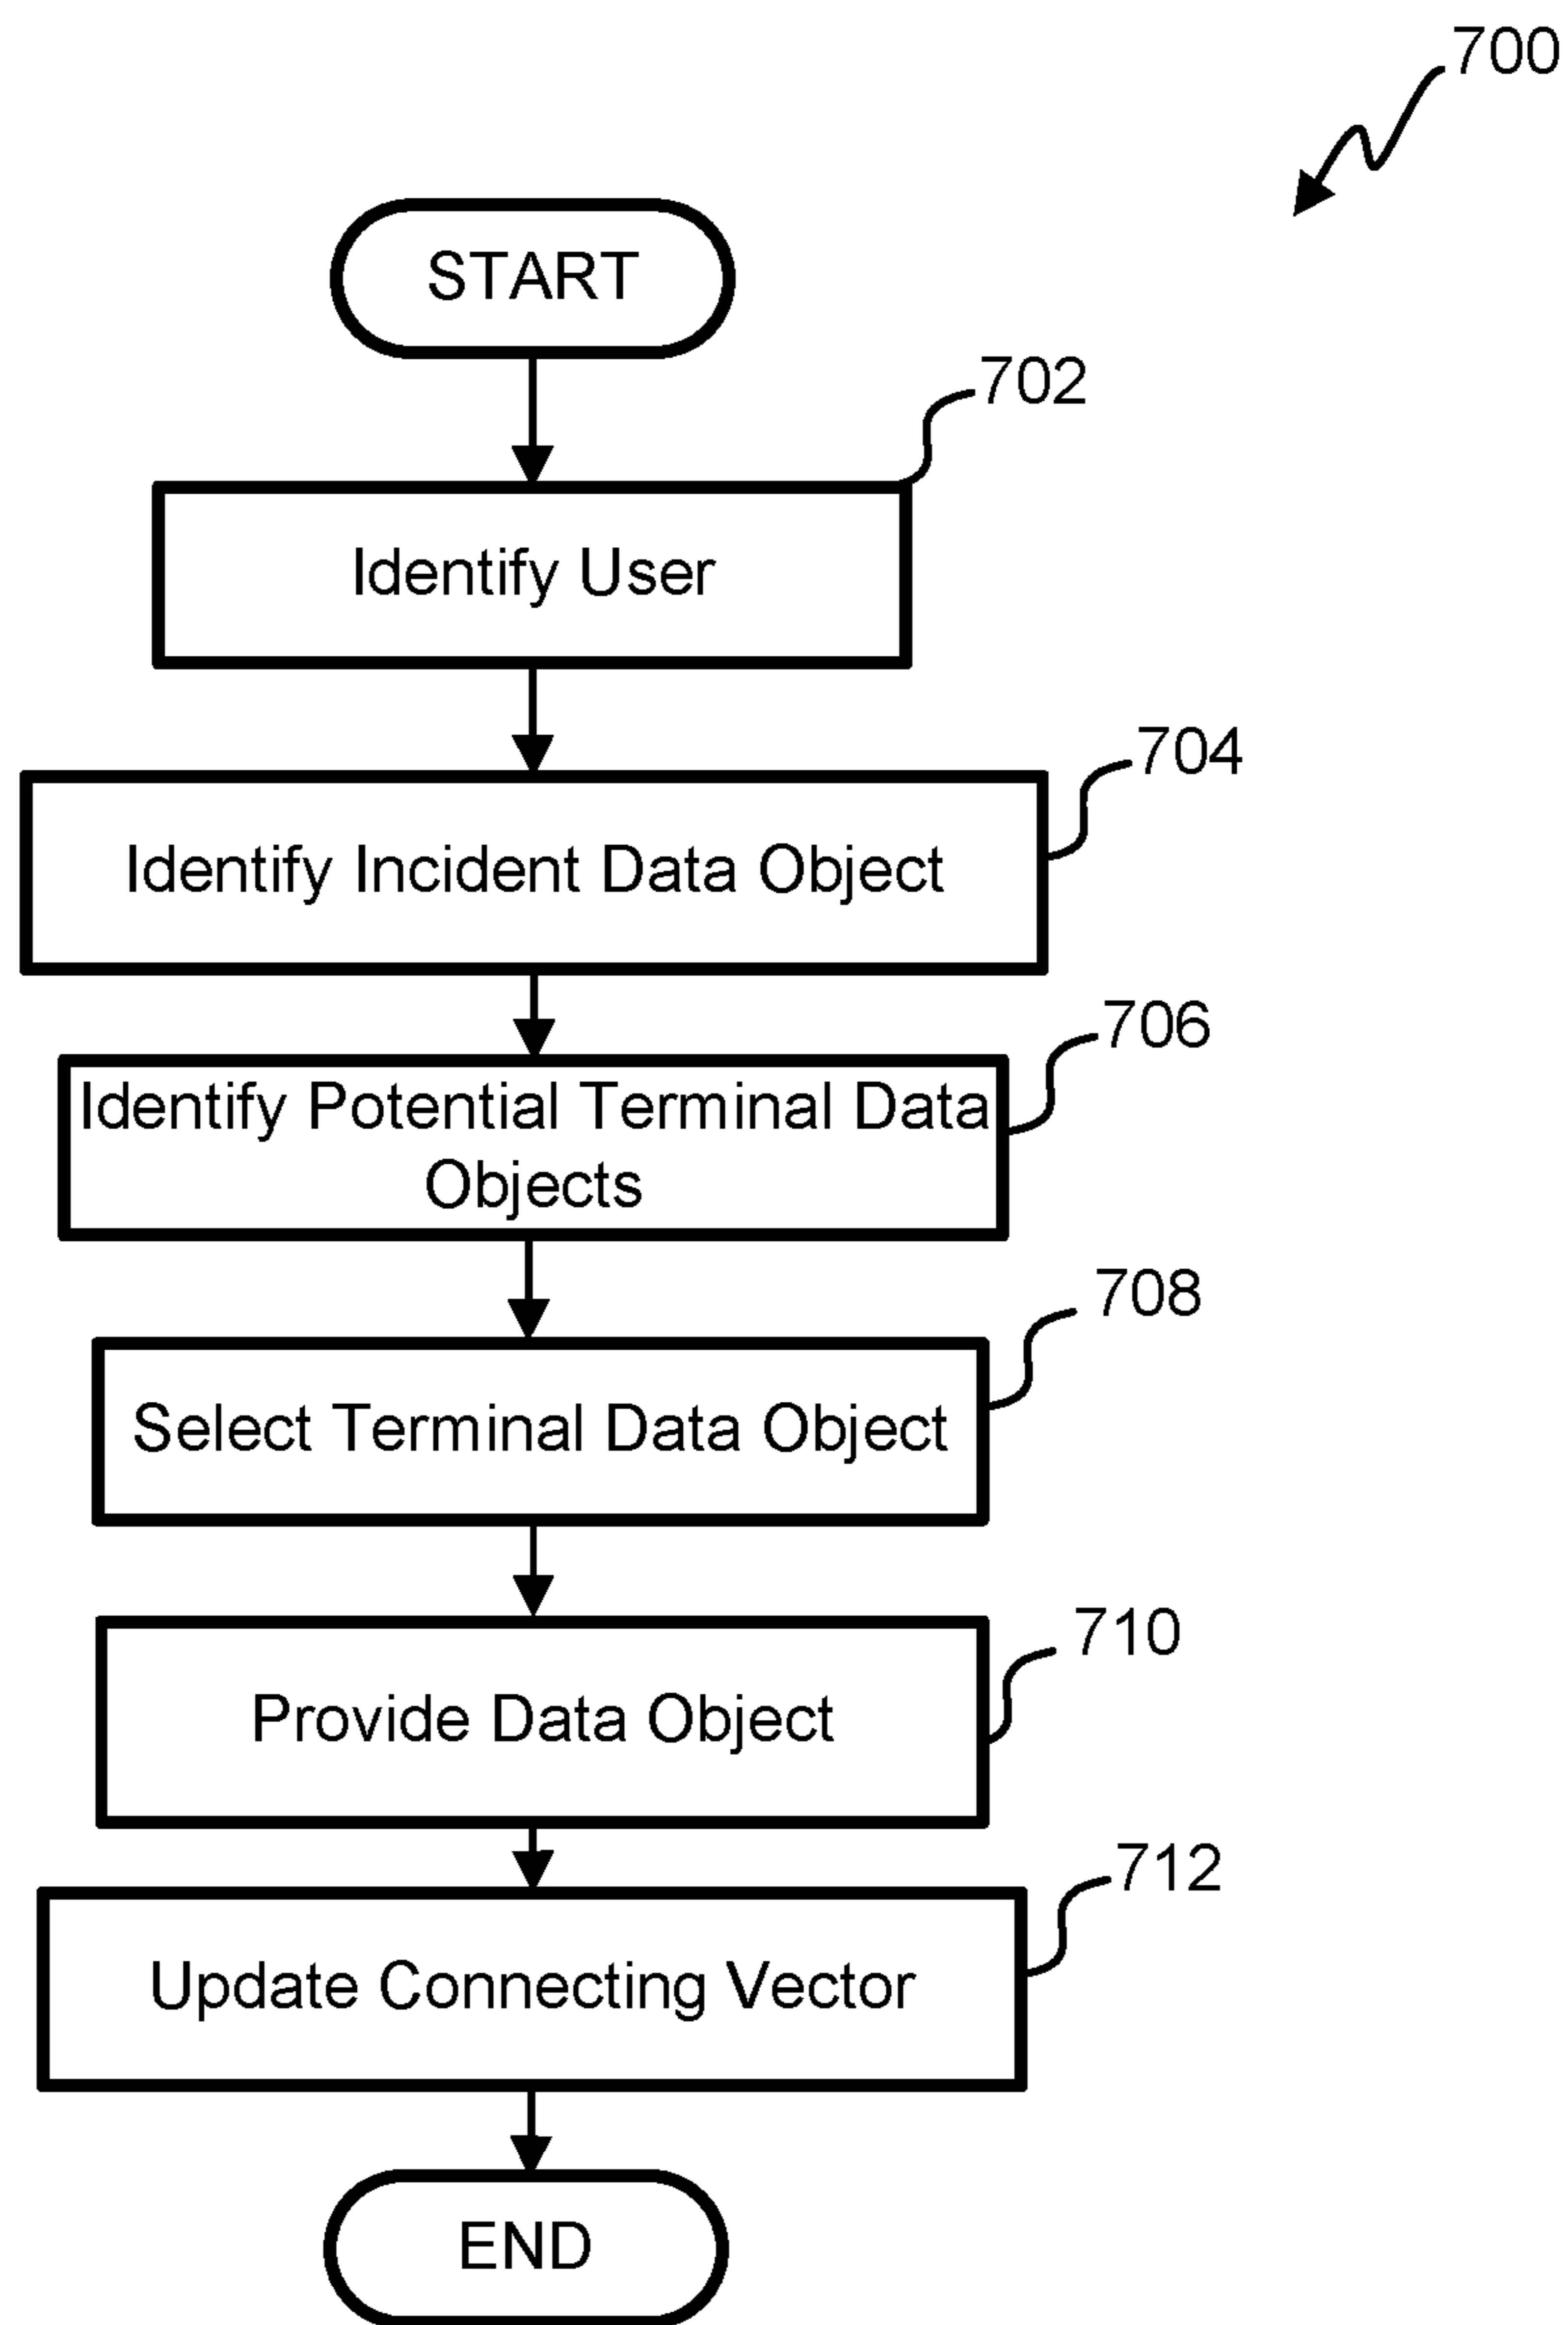 700
START
702
Identify User
704
Identify Incident Data Object
706
Identify Potential Terminal Data
Objects
708
Select Terminal Data Object
710
Provide Data Object
712
Update Connecting Vector
END